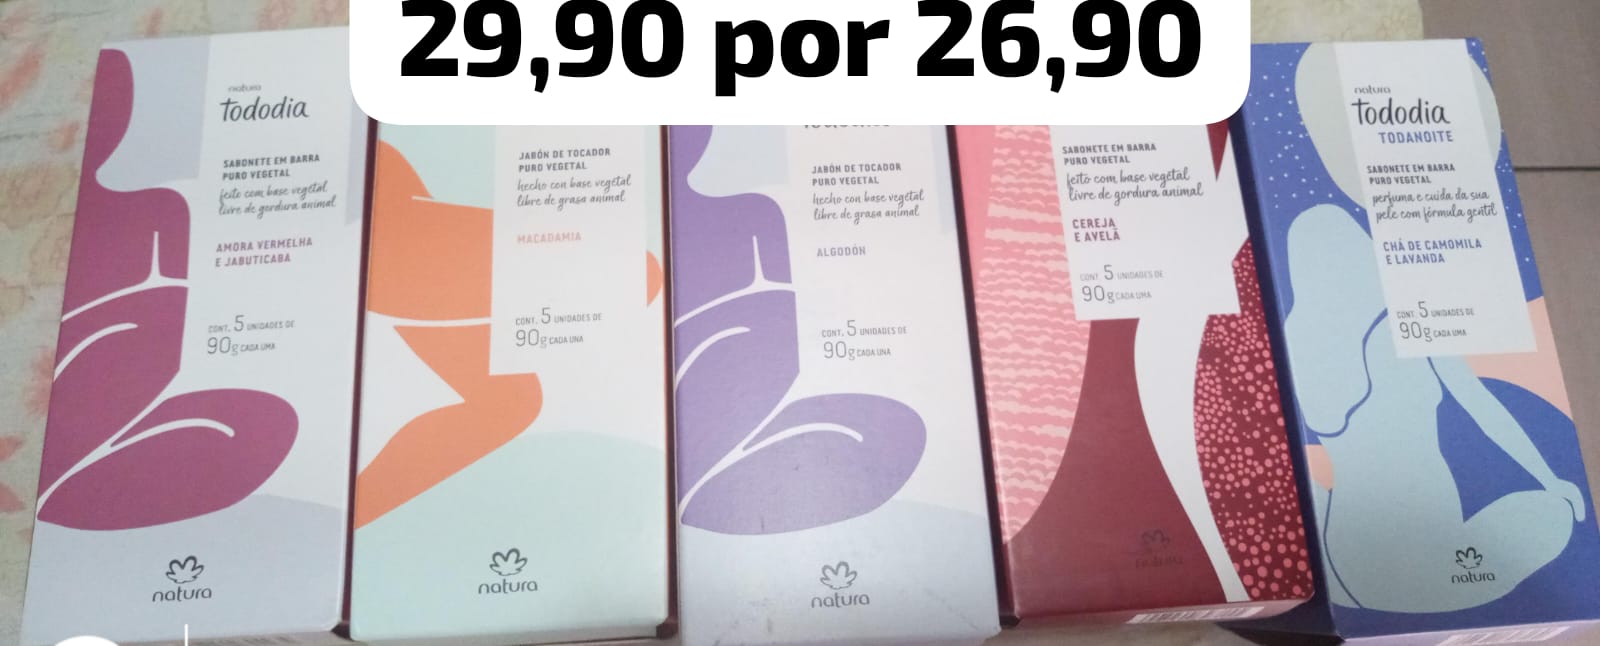 29,90 por 26,90
natura
Tododia
SABONETE EM BARRA
PURO VEGETAL
feito com base vegetal
livre de gordura animal
AMORA VERMELHA
E JABUTICABA
CONT. 5 UNIDADES DE
90g CADA UMA
natura
JABÓN DE TOCADOR
PURO VEGETAL
hecho con base vegetal
libre de grasa animal
MACADAMIA
CONT. 5 UNIDADES DE
90g CADA UNA
natura
JABÓN DE TOCADOR
PURO VEGETAL
hecho con base vegetal
libre de grasa animal
ALGODÓN
CONT. 5 UNIDADES DE
90g CADA UNA
natura
SABONETE EM BARRA
PURO VEGETAL
feito com base vegetal
livre de gordura animal
CEREJA
E AVELÃ
CONT. 5 UNIDADES DE
90g CADA UMA
natura
natura
Tododia
TODANOITE
SABONETE EM BARRA
PURO VEGETAL
perfuma e cuida da sua
pele com fórmula gentil
CHÁ DE CAMOMILA
E LAVANDA
CONT. 5 UNIDADES DE
90g CADA UMA
natura